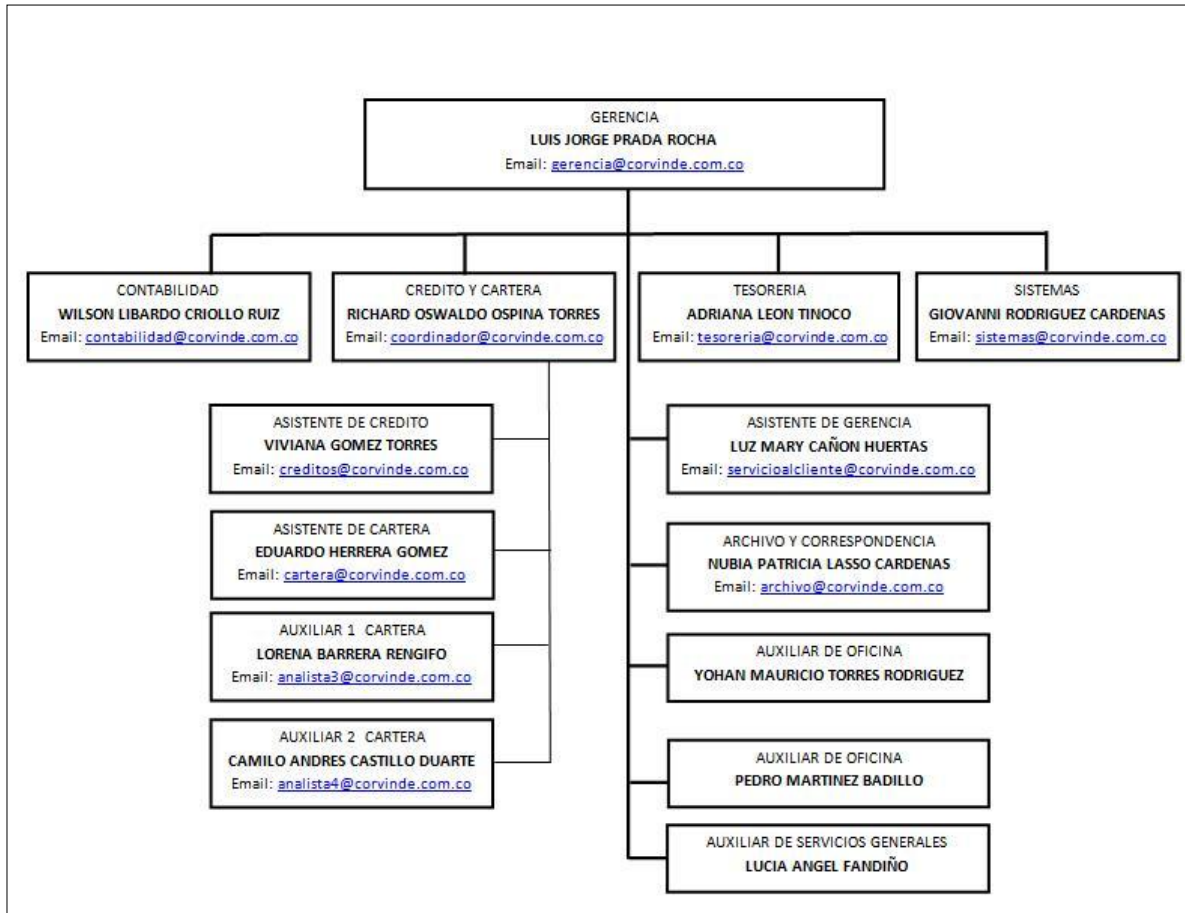 GERENCIA
LUIS JORGE PRADA ROCHA
Email: gerencia@corvinde.com.co
CONTABILIDAD
WILSON LIBARDO CRIOLLO RUIZ
Email: contabilidad@corvinde.com.co
CREDITO Y CARTERA
RICHARD OSWALDO OSPINA TORRES
Email: coordinador@corvinde.com.co
TESORERIA
ADRIANA LEON TINOCO
Email: tesoreria@corvinde.com.co
SISTEMAS
GIOVANNI RODRIGUEZ CARDENAS
Email: sistemas@corvinde.com.co
ASISTENTE DE CREDITO
VIVIANA GOMEZ TORRES
Email: creditos@corvinde.com.co
ASISTENTE DE CARTERA
EDUARDO HERRERA GOMEZ
Email: cartera@corvinde.com.co
AUXILIAR 1 CARTERA
LORENA BARRERA RENGIFO
Email: analista3@corvinde.com.co
AUXILIAR 2 CARTERA
CAMILO ANDRES CASTILLO DUARTE
Email: analista4@corvinde.com.co
ASISTENTE DE GERENCIA
LUZ MARY CAÑON HUERTAS
Email: servicioalcliente@corvinde.com.co
ARCHIVO Y CORRESPONDENCIA
NUBIA PATRICIA LASSO CARDENAS
Email: archivo@corvinde.com.co
AUXILIAR DE OFICINA
YOHAN MAURICIO TORRES RODRIGUEZ
AUXILIAR DE OFICINA
PEDRO MARTINEZ BADILLO
AUXILIAR DE SERVICIOS GENERALES
LUCIA ANGEL FANDIÑO